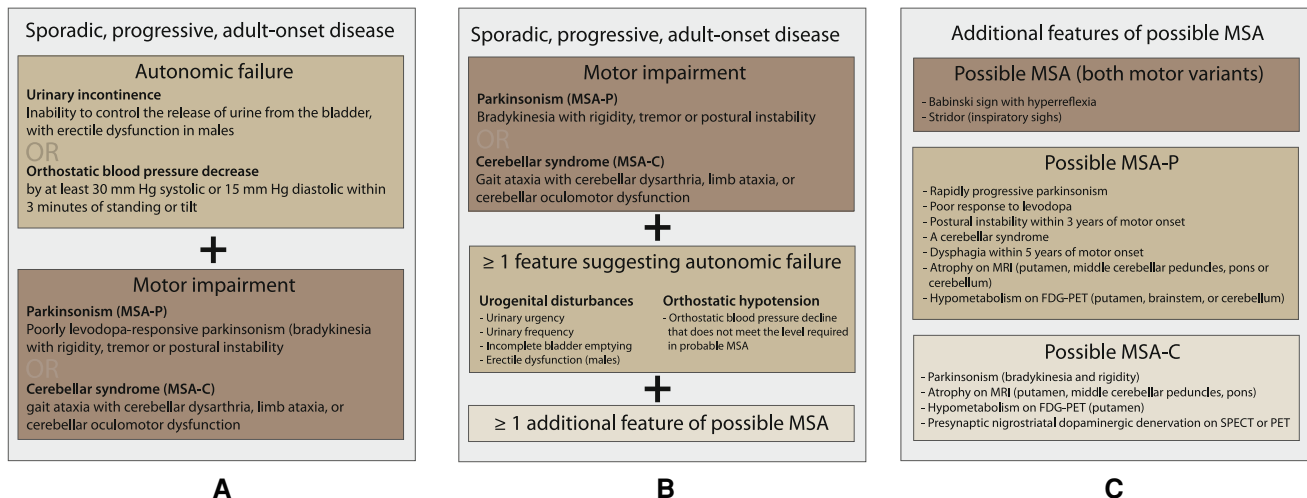 Sporadic, progressive, adult-onset disease
Autonomic failure
Urinary incontinence
Inability to control the release of urine from the bladder,
with erectile dysfunction in males
OR
Orthostatic blood pressure decrease
by at least 30 mm Hg systolic or 15 mm Hg diastolic within
3 minutes of standing or tilt
+
Motor impairment
Parkinsonism (MSA-P)
Poorly levodopa-responsive parkinsonism (bradykinesia
with rigidity, tremor or postural instability
OR
Cerebellar syndrome (MSA-C)
gait ataxia with cerebellar dysarthria, limb ataxia, or
cerebellar oculomotor dysfunction
A
Sporadic, progressive, adult-onset disease
Motor impairment
Parkinsonism (MSA-P)
Bradykinesia with rigidity, tremor or postural instability
OR
Cerebellar syndrome (MSA-C)
Gait ataxia with cerebellar dysarthria, limb ataxia, or
cerebellar oculomotor dysfunction
+
≥ 1 feature suggesting autonomic failure
Urogenital disturbances
- Urinary urgency
- Urinary frequency
- Incomplete bladder emptying
- Erectile dysfunction (males)
Orthostatic hypotension
- Orthostatic blood pressure decline
that does not meet the level required
in probable MSA
+
≥ 1 additional feature of possible MSA
B
Additional features of possible MSA
Possible MSA (both motor variants)
- Babinski sign with hyperreflexia
- Stridor (inspiratory sighs)
Possible MSA-P
- Rapidly progressive parkinsonism
- Poor response to levodopa
- Postural instability within 3 years of motor onset
- A cerebellar syndrome
- Dysphagia within 5 years of motor onset
- Atrophy on MRI (putamen, middle cerebellar peduncles, pons or
cerebellum)
- Hypometabolism on FDG-PET (putamen, brainstem, or cerebellum)
Possible MSA-C
- Parkinsonism (bradykinesia and rigidity)
- Atrophy on MRI (putamen, middle cerebellar peduncles, pons)
- Hypometabolism on FDG-PET (putamen)
- Presynaptic nigrostriatal dopaminergic denervation on SPECT or PET
C